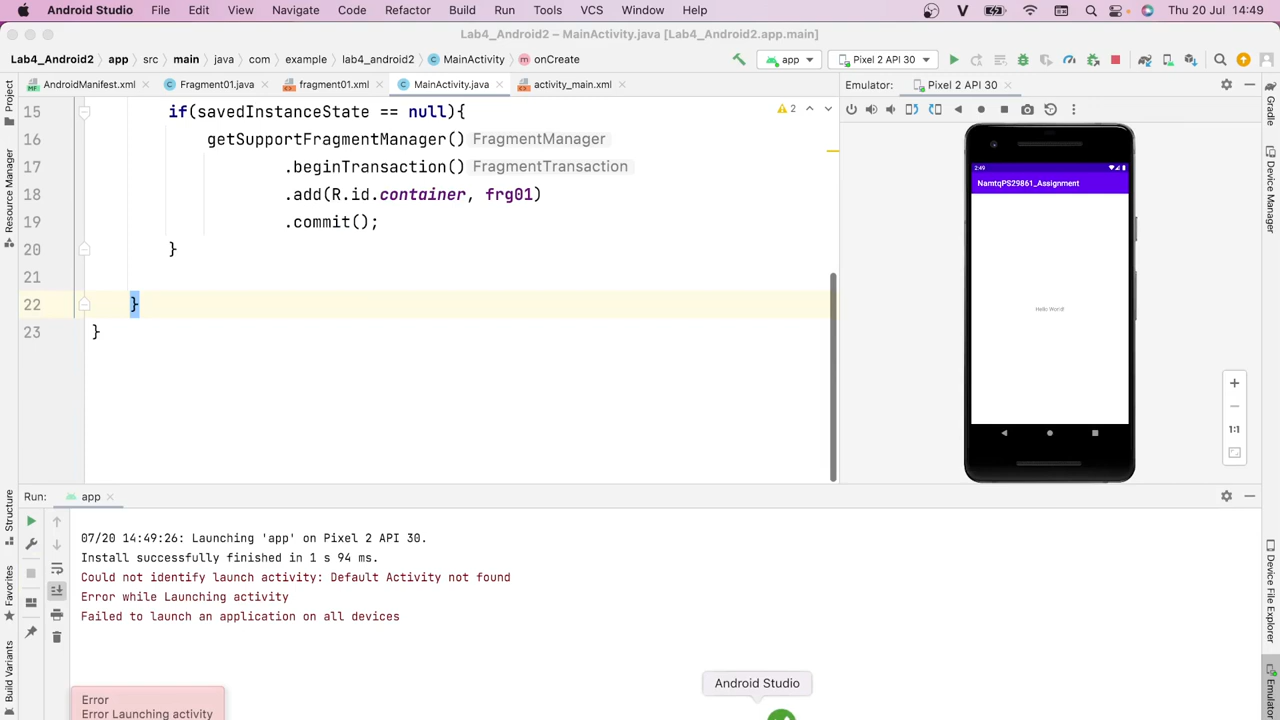 Android Studio File Edit View Navigate Code Refactor Build Run Tools VCS Window Help Thu 20 Jul 14:49
Lab4_Android2 – MainActivity.java [Lab4_Android2.app.main]
Lab4_Android2 app src main java com example lab4_android2 MainActivity onCreate app Pixel 2 API 30
AndroidManifest.xml Fragment01.java fragment01.xml MainActivity.java activity_main.xml Emulator: Pixel 2 API 30
Project
Resource Manager
Structure
Favorites
Build Variants
15 if(savedInstanceState == null){
16 getSupportFragmentManager() FragmentManager
17 .beginTransaction() FragmentTransaction
18 .add(R.id.container, frg01)
19 .commit();
20 }
21
22 }
23 }
2
2:49
NamtqPS29861_Assignment
Hello World!
1:1
Gradle
Device Manager
Device File Explorer
Emulator
Run: app
07/20 14:49:26: Launching 'app' on Pixel 2 API 30.
Install successfully finished in 1 s 94 ms.
Could not identify launch activity: Default Activity not found
Error while Launching activity
Failed to launch an application on all devices
Android Studio
Error
Error Launching activity